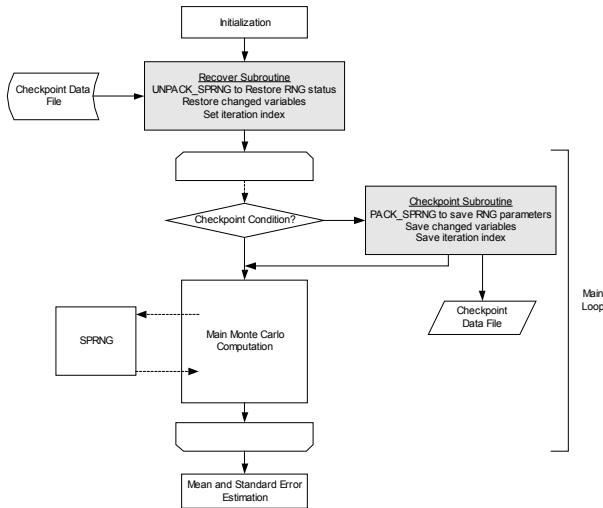 Initialization
Checkpoint Data
File
Recover Subroutine
UNPACK_SPRNG to Restore RNG status
Restore changed variables
Set iteration index
Checkpoint Condition?
Checkpoint Subroutine
PACK_SPRNG to save RNG parameters
Save changed variables
Save iteration index
Checkpoint
Data File
Main
Loop
SPRNG
Main Monte Carlo
Computation
Mean and Standard Error
Estimation